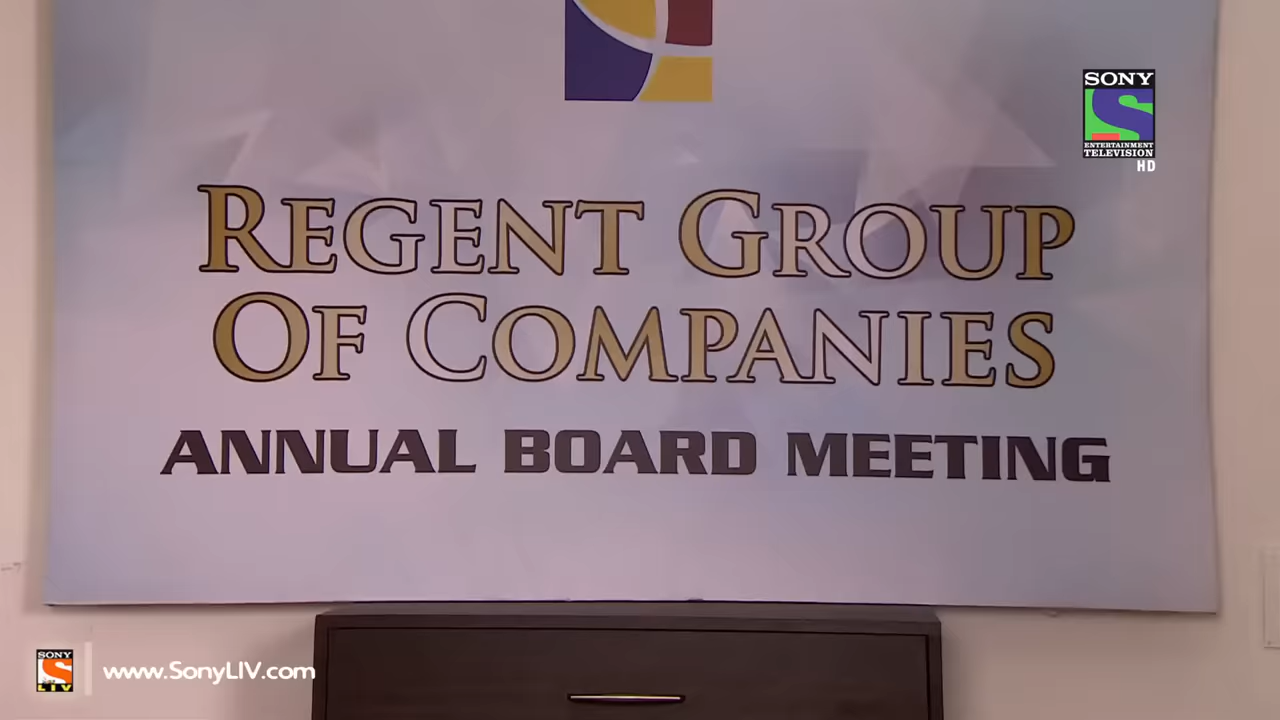 SONY
ENTERTAINMENT
TELEVISION
HD
REGENT GROUP
OF COMPANIES
ANNUAL BOARD MEETING
SONY
LIV
www.SonyLIV.com